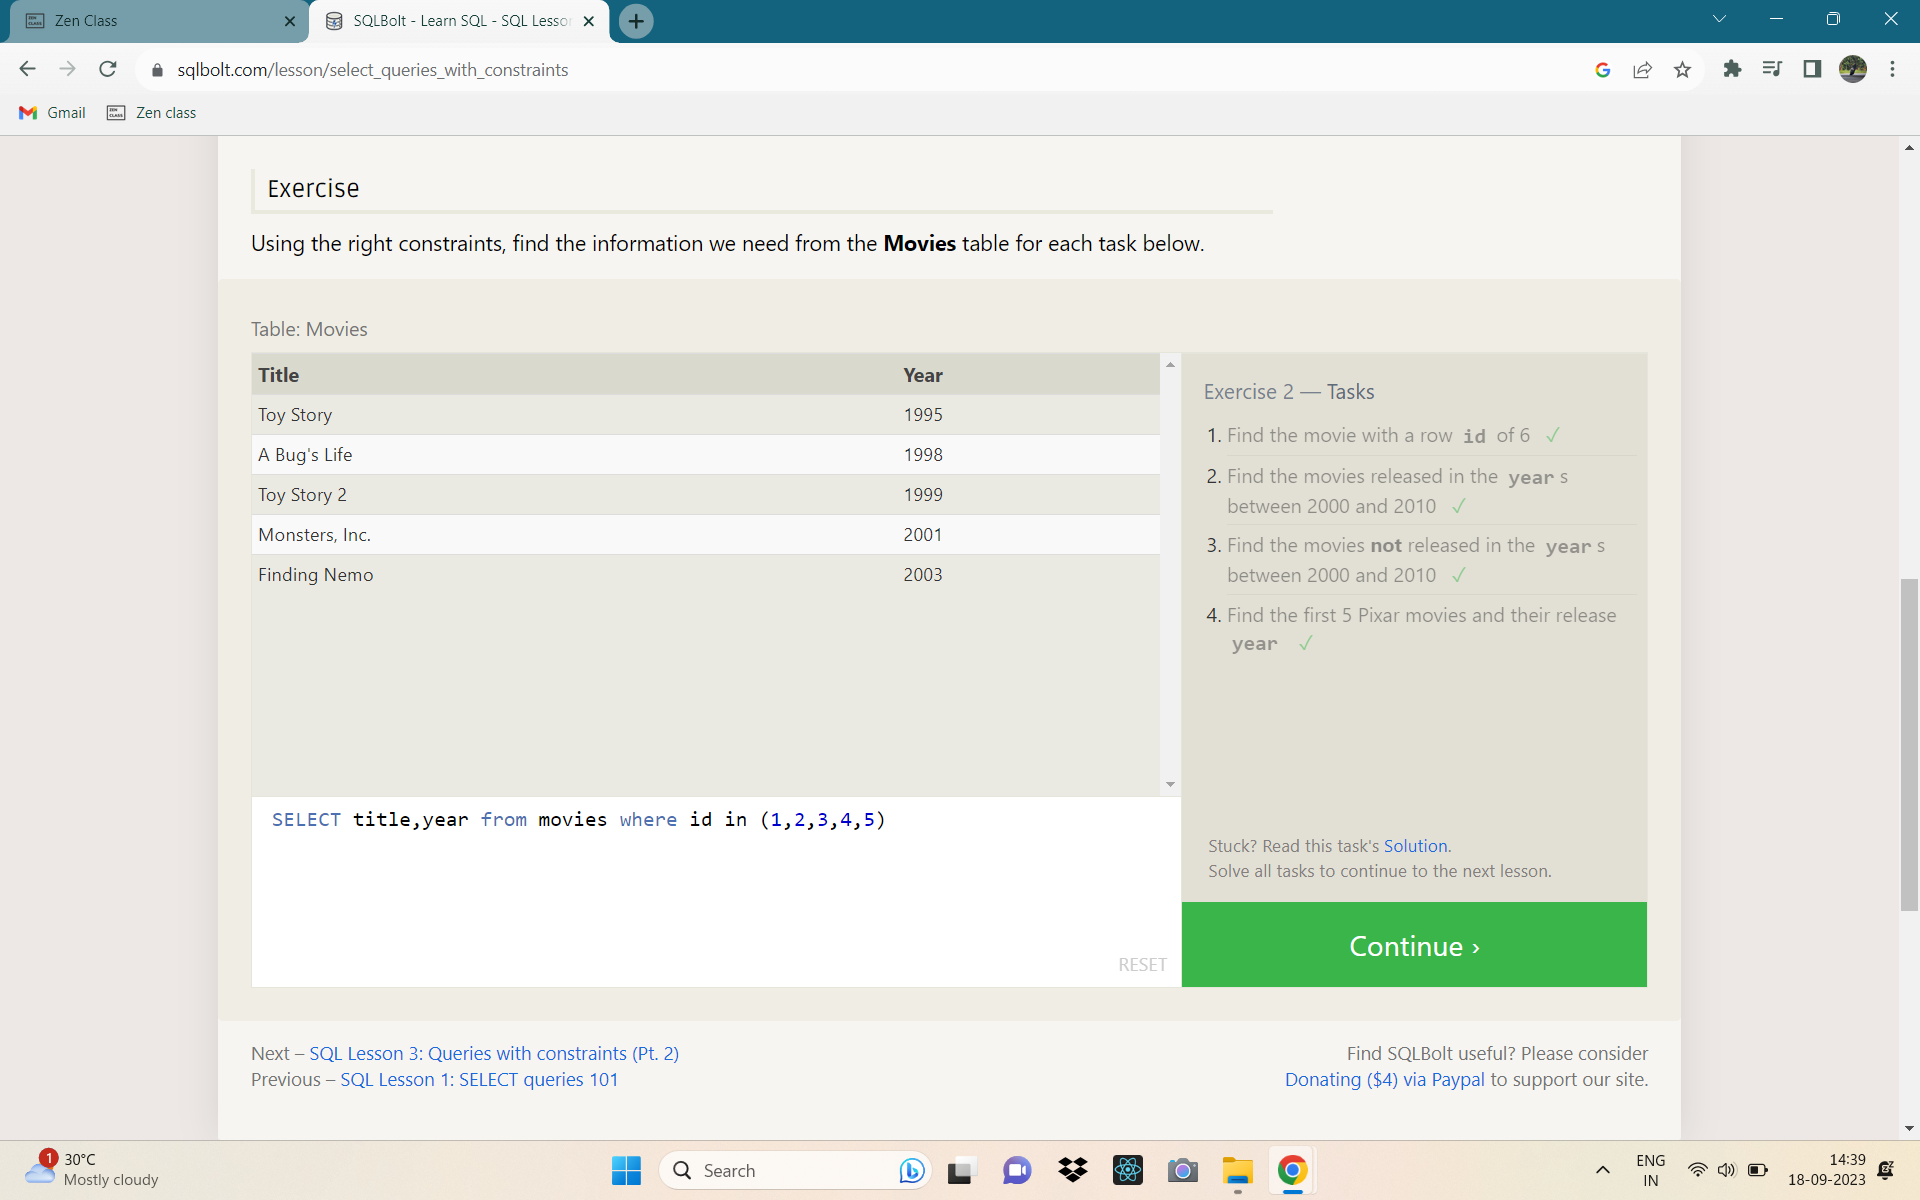 Zen Class
SQLBolt - Learn SQL - SQL Lesson
sqlbolt.com/lesson/select_queries_with_constraints
Gmail
Zen class
Exercise
Using the right constraints, find the information we need from the Movies table for each task below.
Table: Movies
Title Year
Toy Story 1995
A Bug's Life 1998
Toy Story 2 1999
Monsters, Inc. 2001
Finding Nemo 2003
SELECT title,year from movies where id in (1,2,3,4,5)
RESET
Exercise 2 — Tasks
1. Find the movie with a row id of 6 ✓
2. Find the movies released in the year s
between 2000 and 2010 ✓
3. Find the movies not released in the year s
between 2000 and 2010 ✓
4. Find the first 5 Pixar movies and their release
year ✓
Stuck? Read this task's Solution.
Solve all tasks to continue to the next lesson.
Continue ›
Next – SQL Lesson 3: Queries with constraints (Pt. 2)
Previous – SQL Lesson 1: SELECT queries 101
Find SQLBolt useful? Please consider
Donating ($4) via Paypal to support our site.
1
30°C
Mostly cloudy
Search
ENG
IN
14:39
18-09-2023